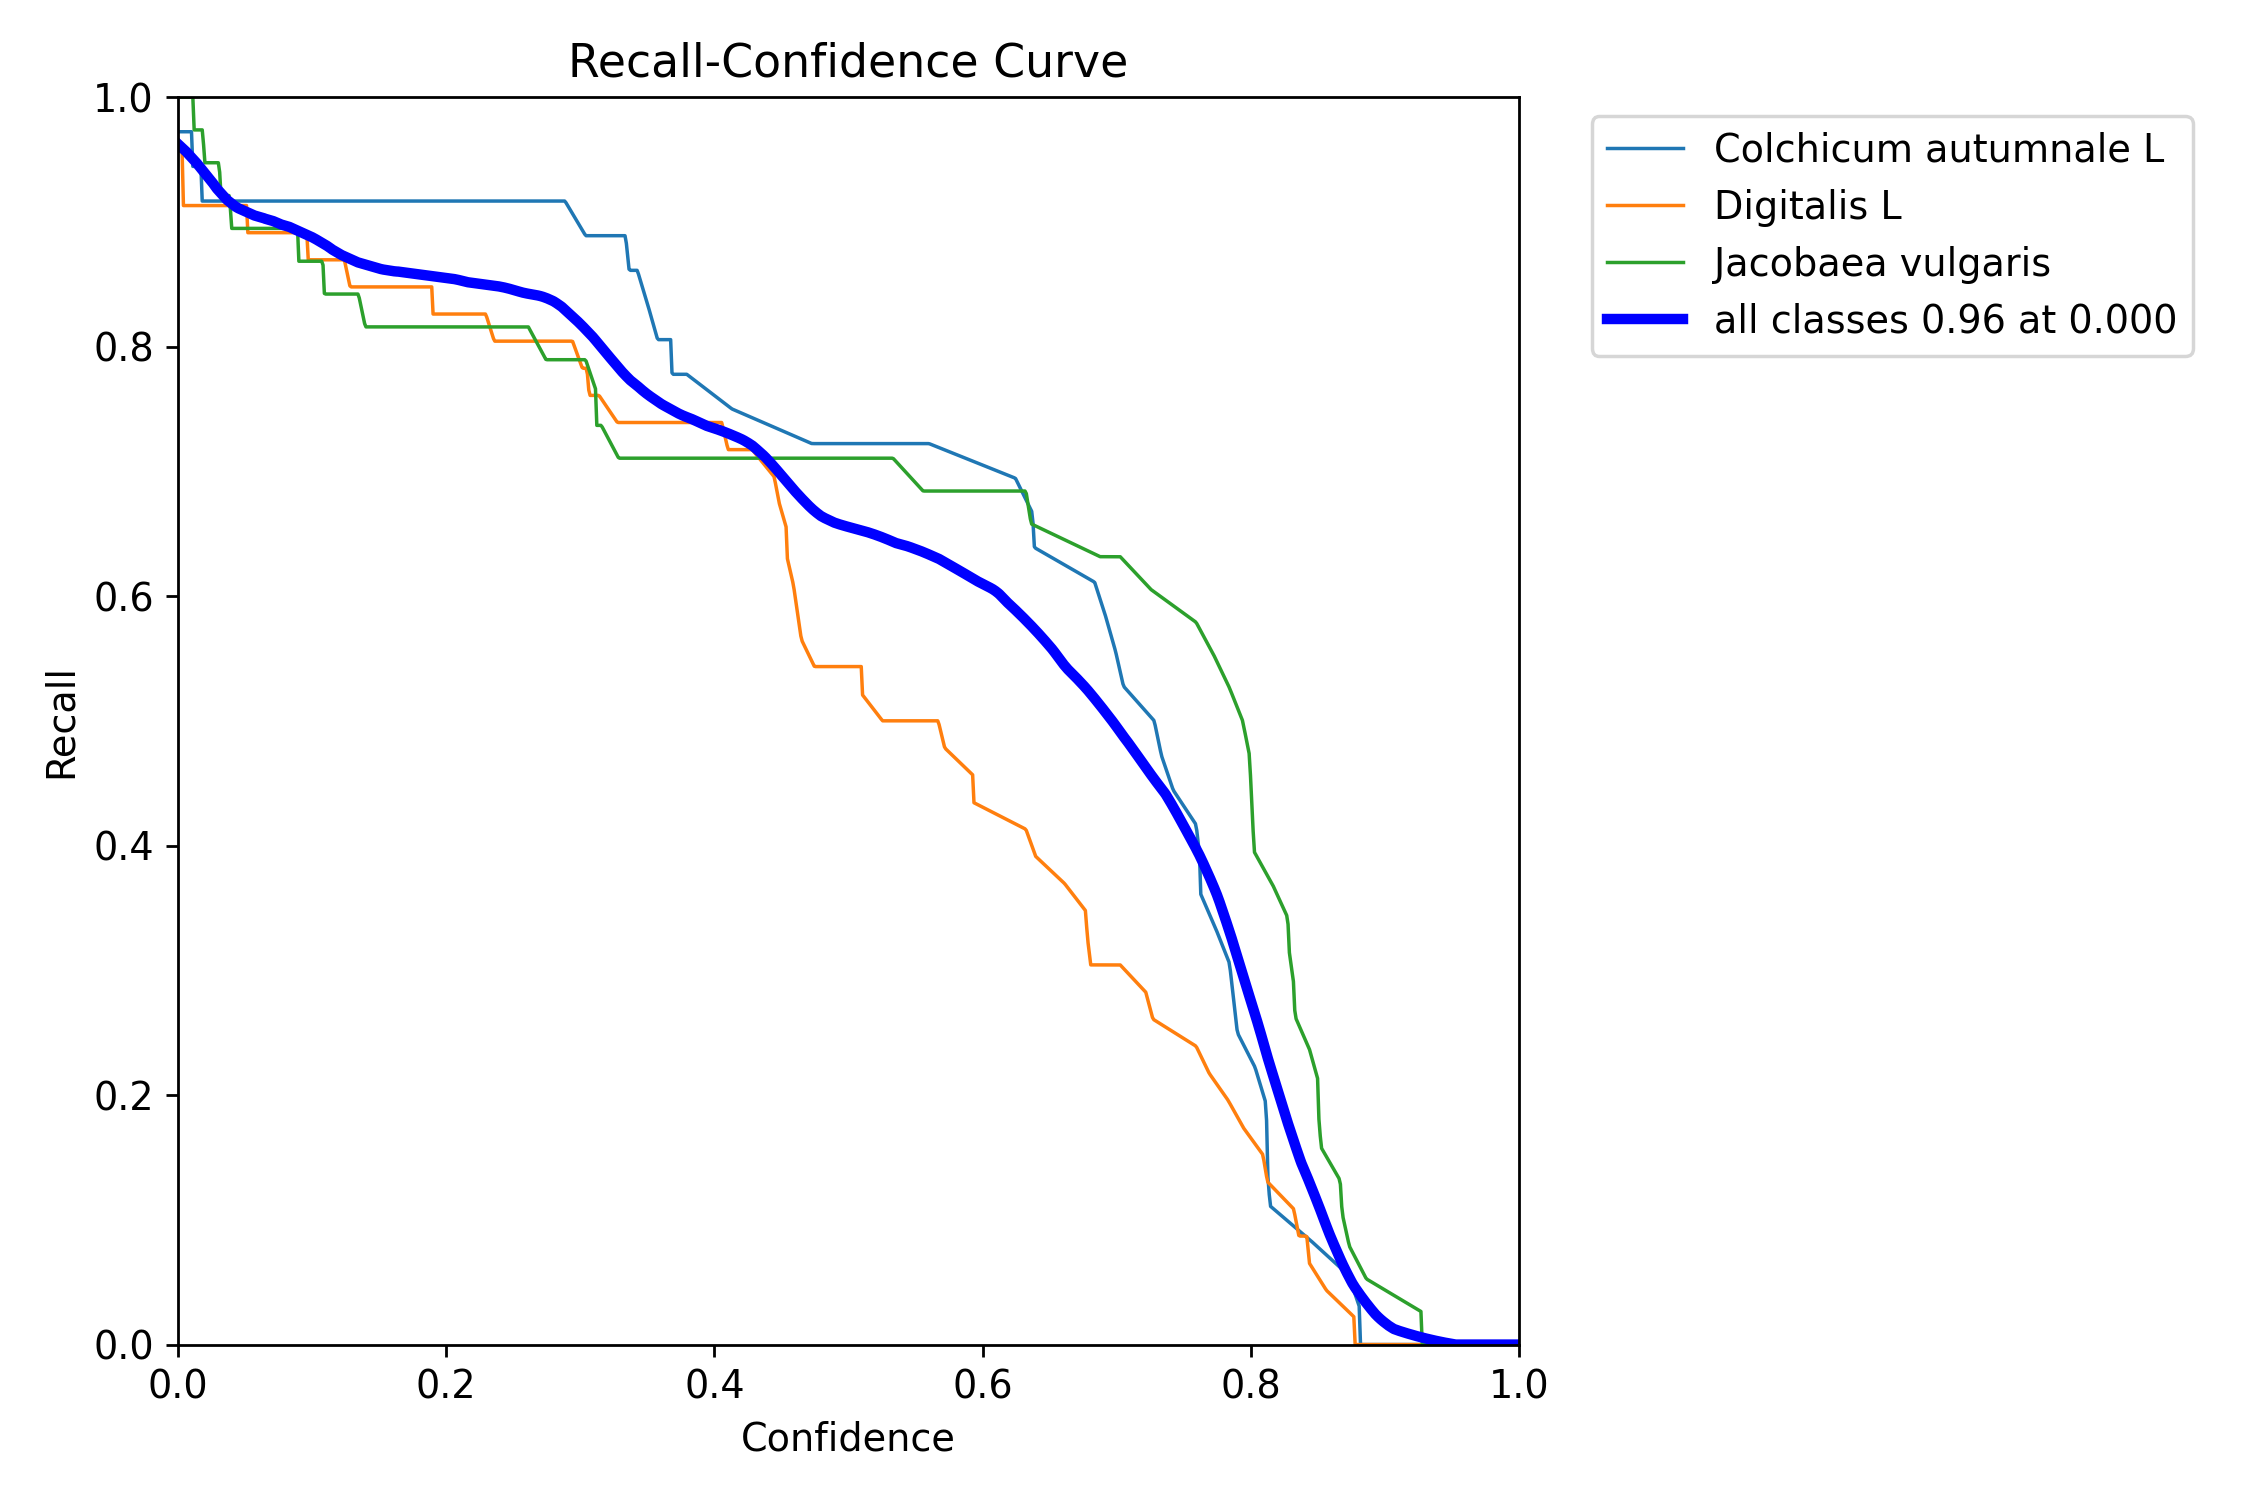 Recall-Confidence Curve
1.0
0.8
0.6
0.4
0.2
0.0
Recall
0.0 0.2 0.4 0.6 0.8 1.0
Confidence
Colchicum autumnale L
Digitalis L
Jacobaea vulgaris
all classes 0.96 at 0.000